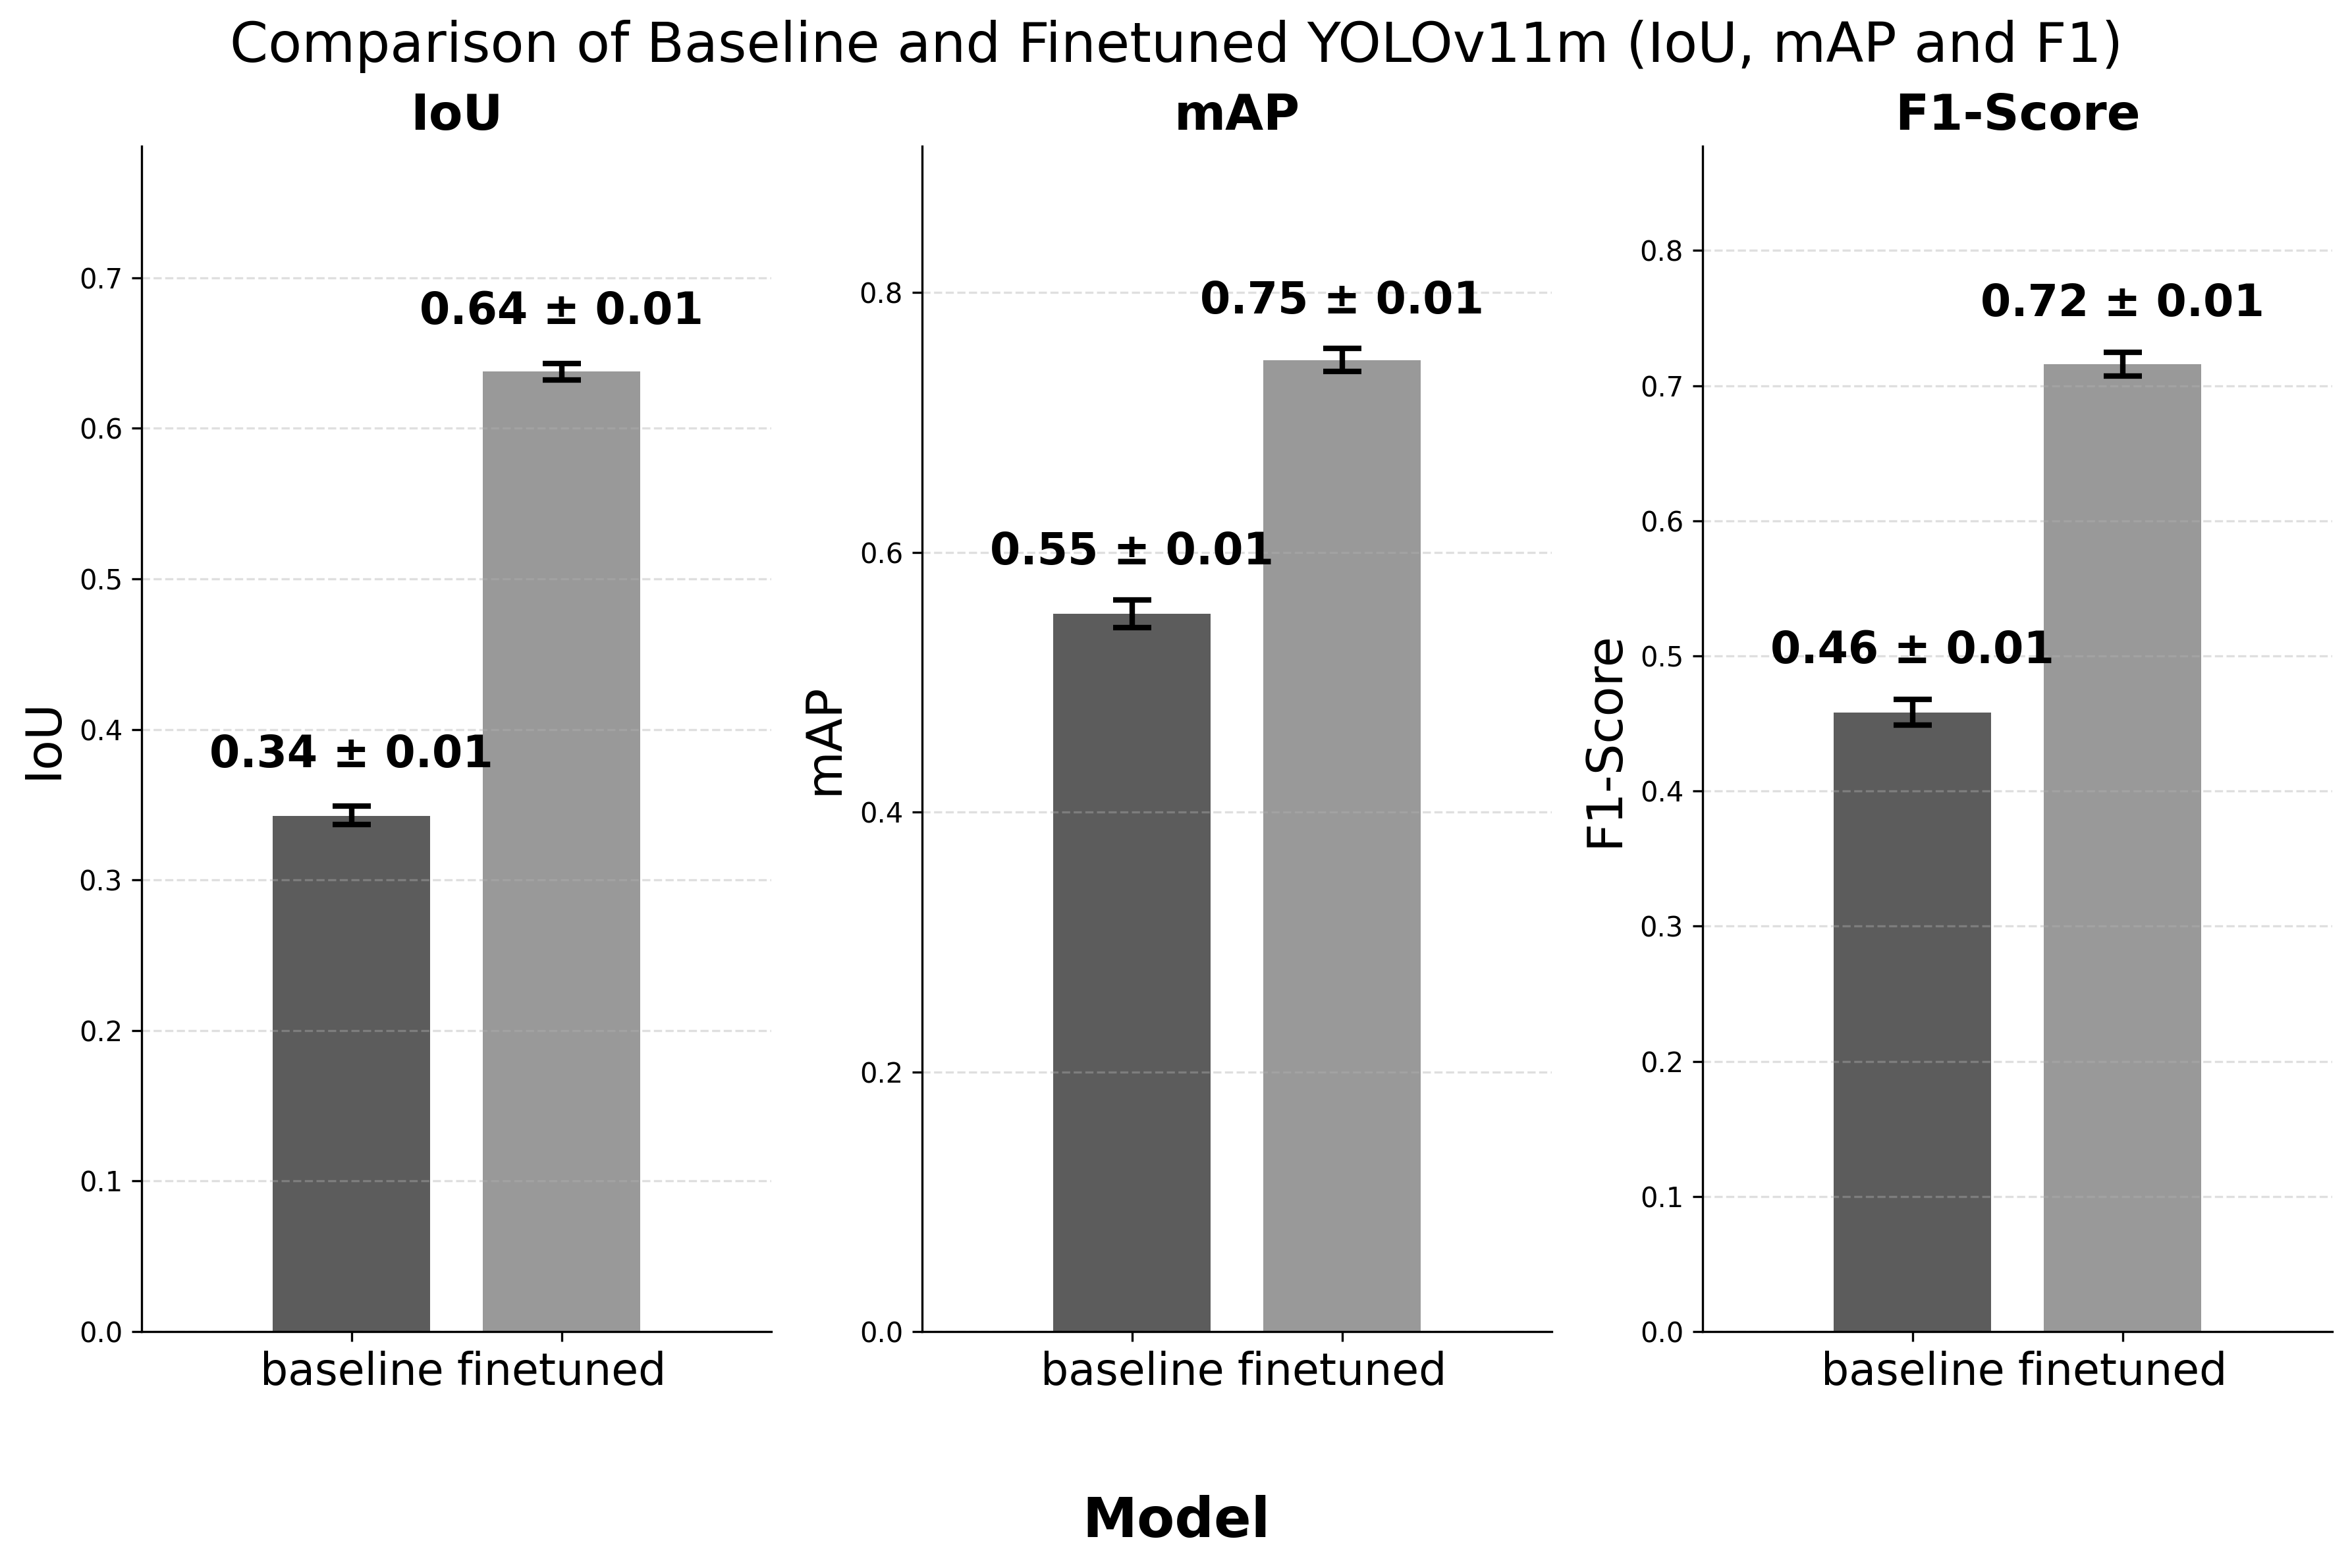 Comparison of Baseline and Finetuned YOLOv11m (IoU, mAP and F1)
IoU
IoU
0.7
0.6
0.5
0.4
0.3
0.2
0.1
0.0
0.64 ± 0.01
0.34 ± 0.01
baseline finetuned
mAP
mAP
0.8
0.6
0.4
0.2
0.0
0.75 ± 0.01
0.55 ± 0.01
baseline finetuned
F1-Score
F1-Score
0.8
0.7
0.6
0.5
0.4
0.3
0.2
0.1
0.0
0.72 ± 0.01
0.46 ± 0.01
baseline finetuned
Model